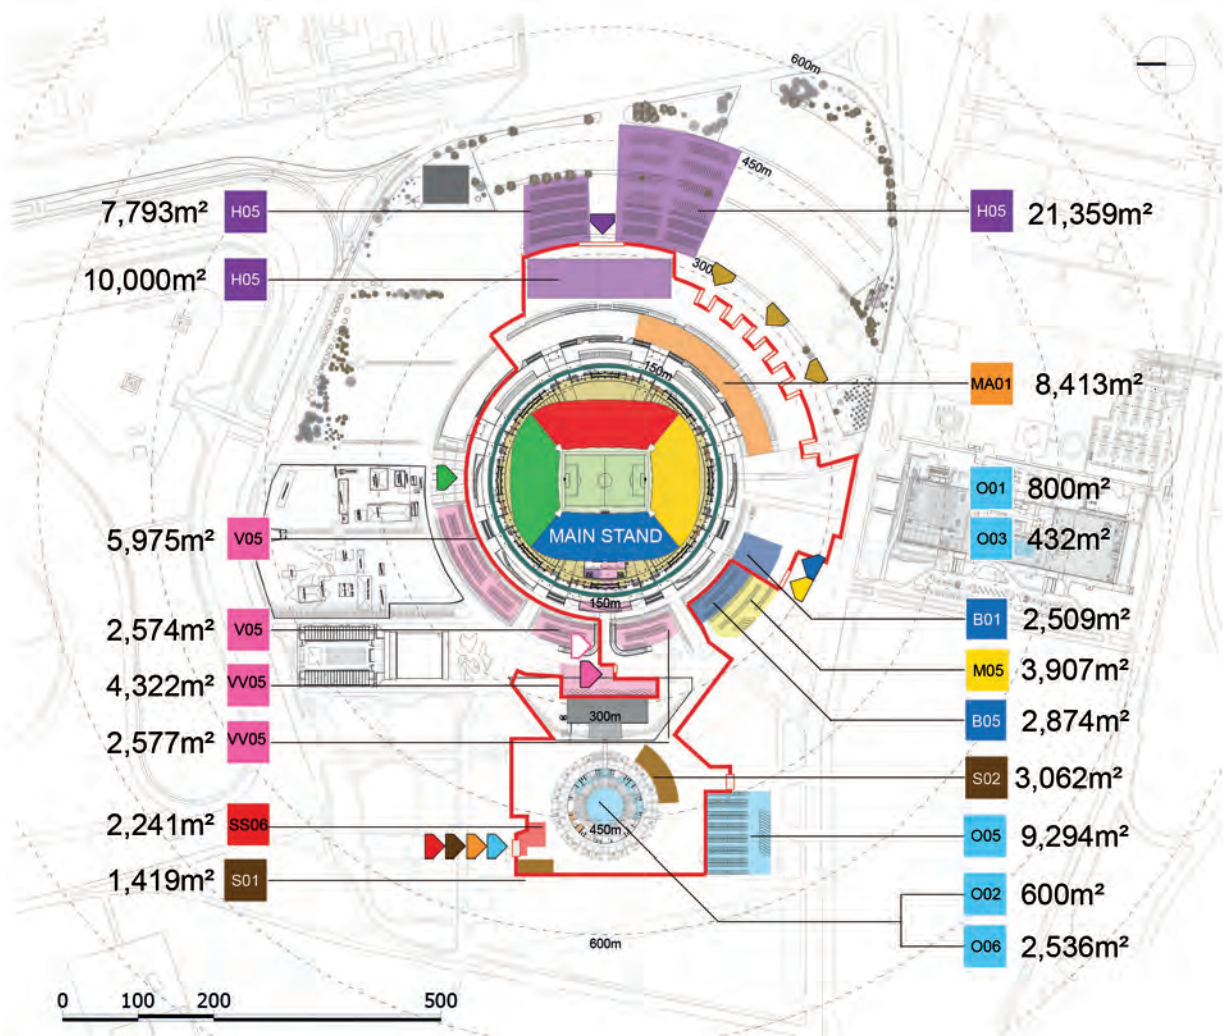 600m
450m
7,793m² H05
H05 21,359m²
10,000m² H05
300
150m
MA01 8,413m²
O01 800m²
O03 432m²
MAIN STAND
5,975m² V05
150m
B01 2,509m²
2,574m² V05
M05 3,907m²
4,322m² VV05
300m
B05 2,874m²
2,577m² VV05
S02 3,062m²
2,241m² SS06
450m
O05 9,294m²
1,419m² S01
O02 600m²
600m
O06 2,536m²
0 100 200 500